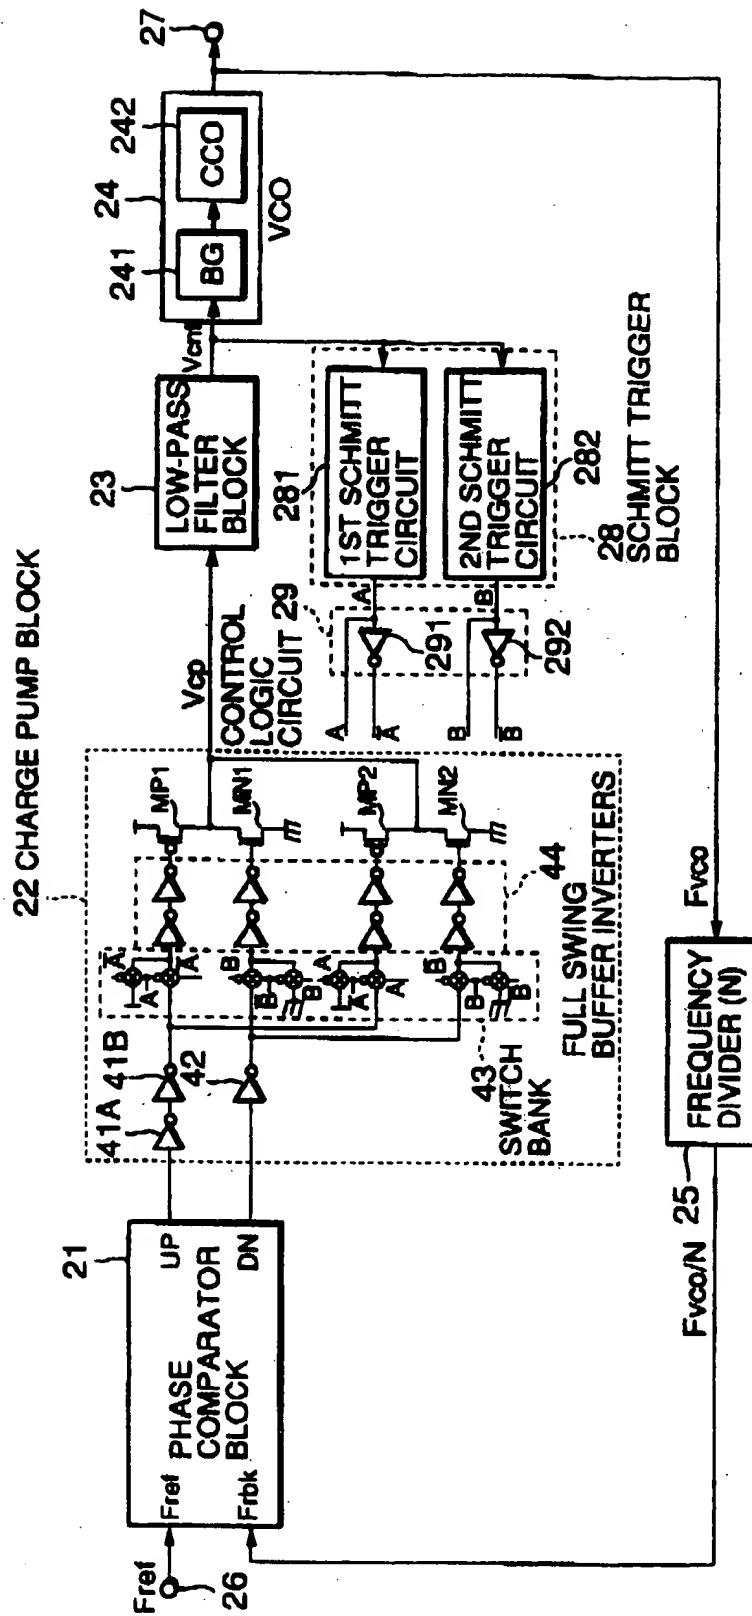 22 CHARGE PUMP BLOCK
21
PHASE
COMPARATOR
BLOCK
Fref
Frbk
UP
DN
Fref
26
41A
41B
42
43
SWITCH
BANK
A
A
A
B
B
B
A
A
A
B
B
B
44
FULL SWING
BUFFER INVERTERS
MP1
MN1
MP2
MN2
Vcp
CONTROL
LOGIC
CIRCUIT 29
A
A
B
B
291
292
A
B
23
LOW-PASS
FILTER
BLOCK
Vcnt
281
1ST SCHMITT
TRIGGER
CIRCUIT
2ND SCHMITT
TRIGGER
CIRCUIT
282
28
SCHMITT TRIGGER
BLOCK
24
241
242
BG
CCO
VCO
27
Fvco
FREQUENCY
DIVIDER (N)
25
Fvco/N